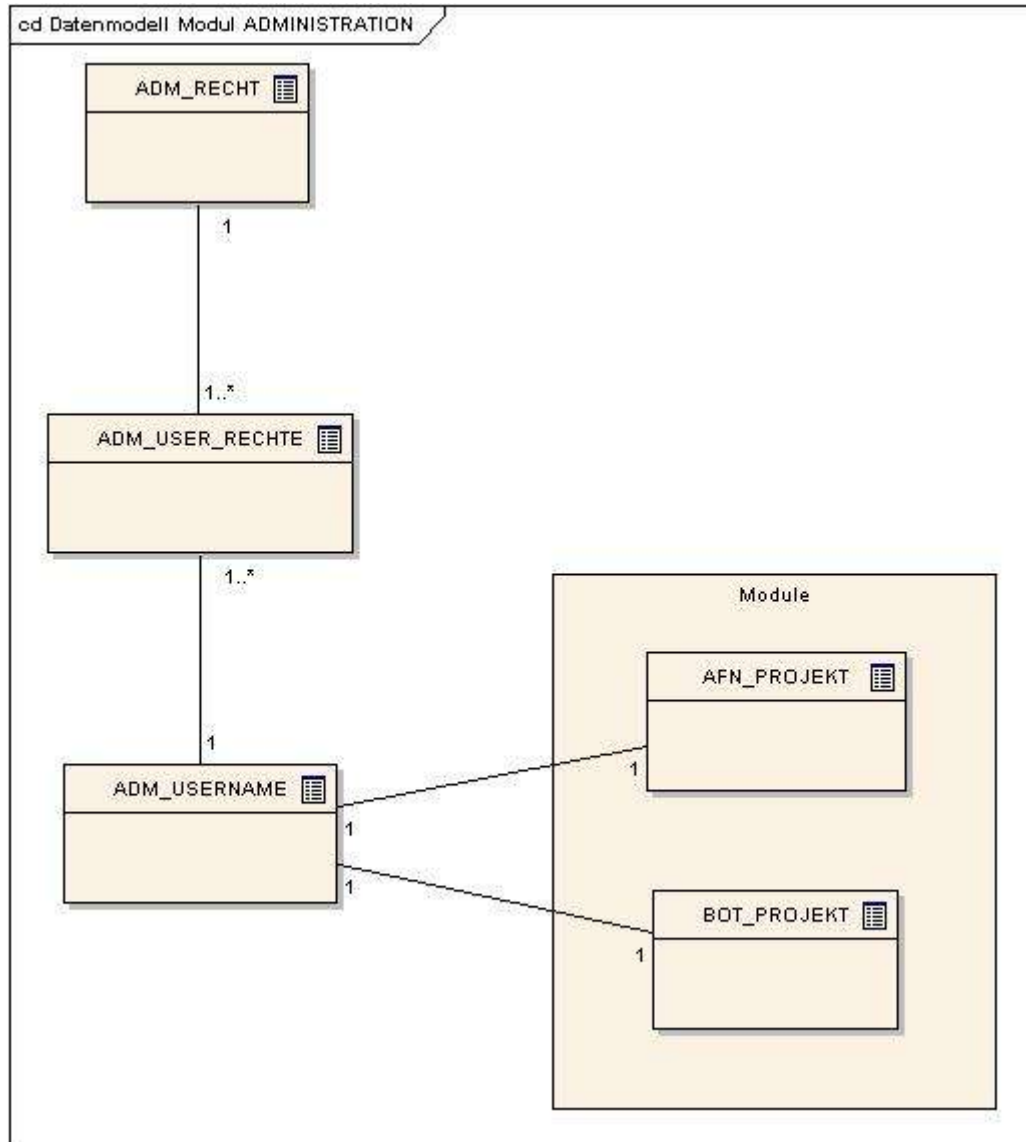 cd Datenmodell Modul ADMINISTRATION
ADM_RECHT
1
1..*
ADM_USER_RECHTE
1..*
Module
AFN_PROJEKT
1
1
ADM_USERNAME
1
1
BOT_PROJEKT
1